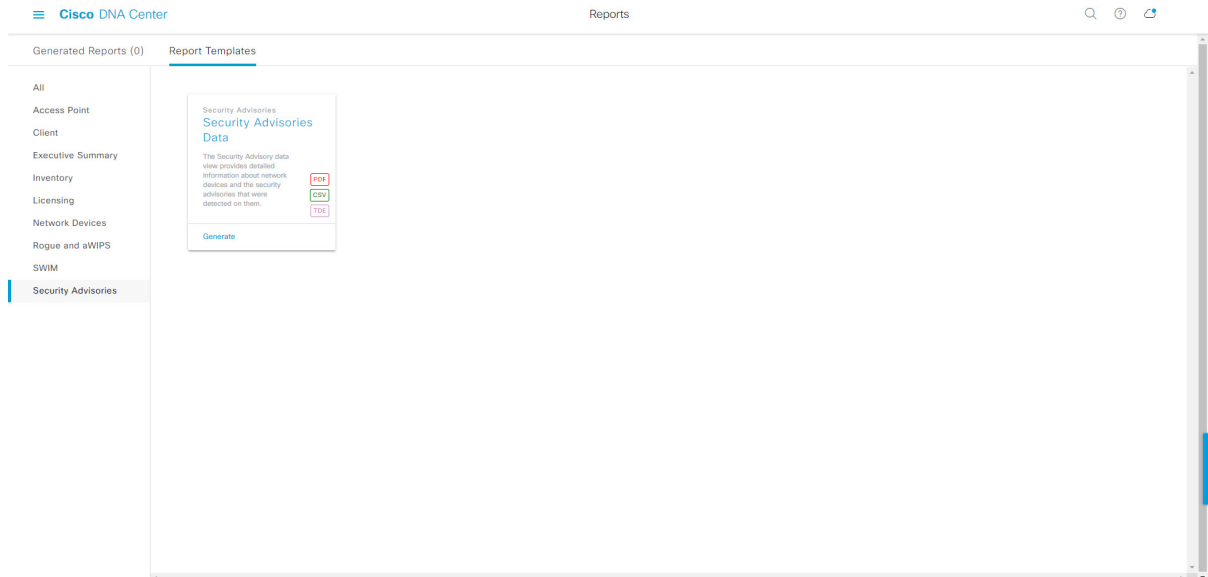 Cisco DNA Center
Reports
Generated Reports (0)
Report Templates
All
Access Point
Client
Executive Summary
Inventory
Licensing
Network Devices
Rogue and aWIPS
SWIM
Security Advisories
Security Advisories
Security Advisories
Data
The Security Advisory data
view provides detailed
information about network
devices and the security
advisories that were
detected on them.
PDF
CSV
TDE
Generate